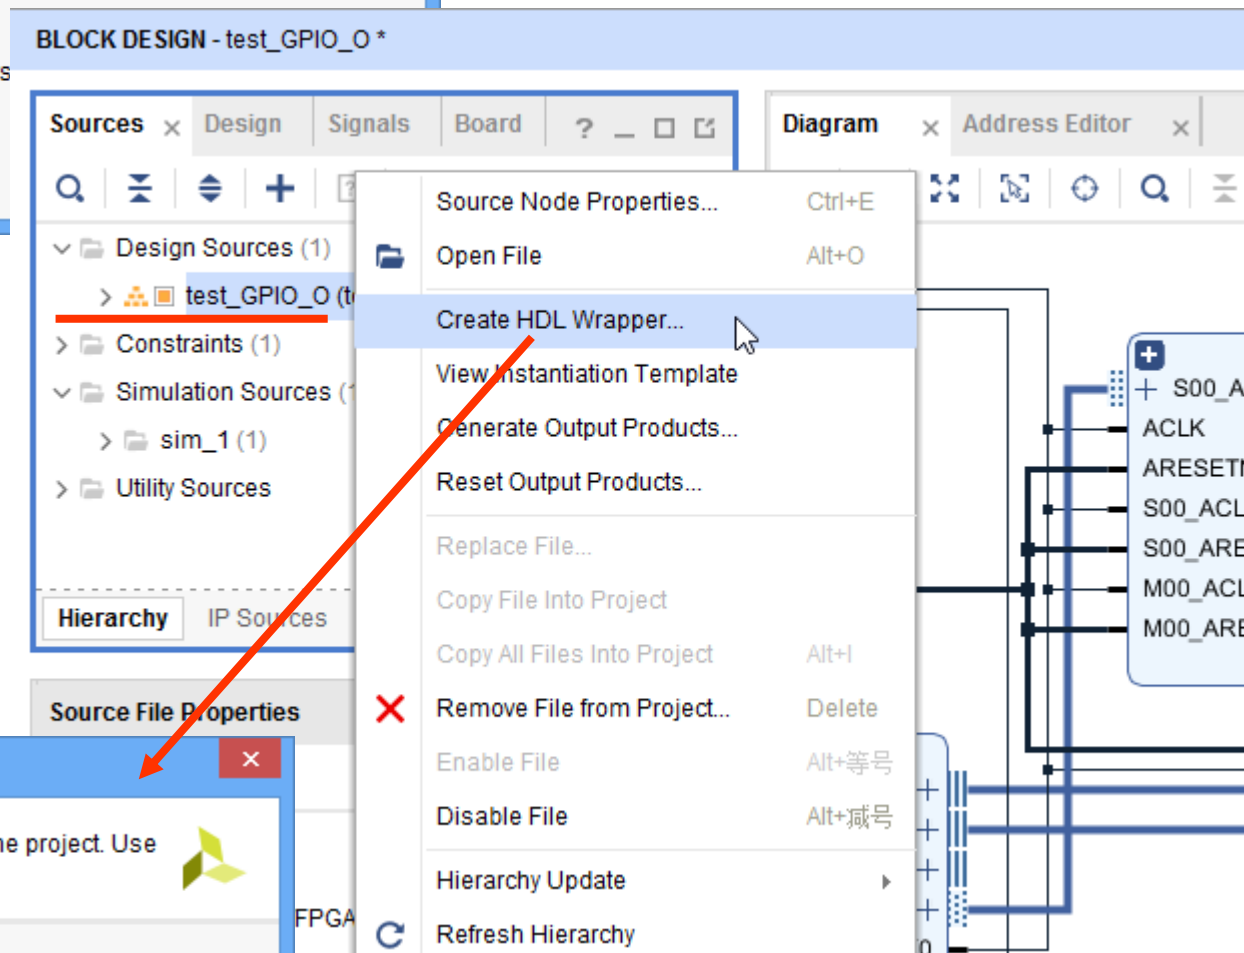 BLOCK DESIGN - test_GPIO_O *
Sources
Design
Signals
Board
?
Diagram
Address Editor
Design Sources (1)
test_GPIO_O
Constraints (1)
Simulation Sources
sim_1 (1)
Utility Sources
Hierarchy
IP Sources
Source File Properties
project. Use
FPGA
Source Node Properties... Ctrl+E
Open File Alt+O
Create HDL Wrapper...
View Instantiation Template
Generate Output Products...
Reset Output Products...
Replace File...
Copy File Into Project
Copy All Files Into Project Alt+I
Remove File from Project... Delete
Enable File Alt+等号
Disable File Alt+减号
Hierarchy Update
Refresh Hierarchy
S00_A
ACLK
ARESETN
S00_ACL
S00_ARE
M00_ACL
M00_ARE